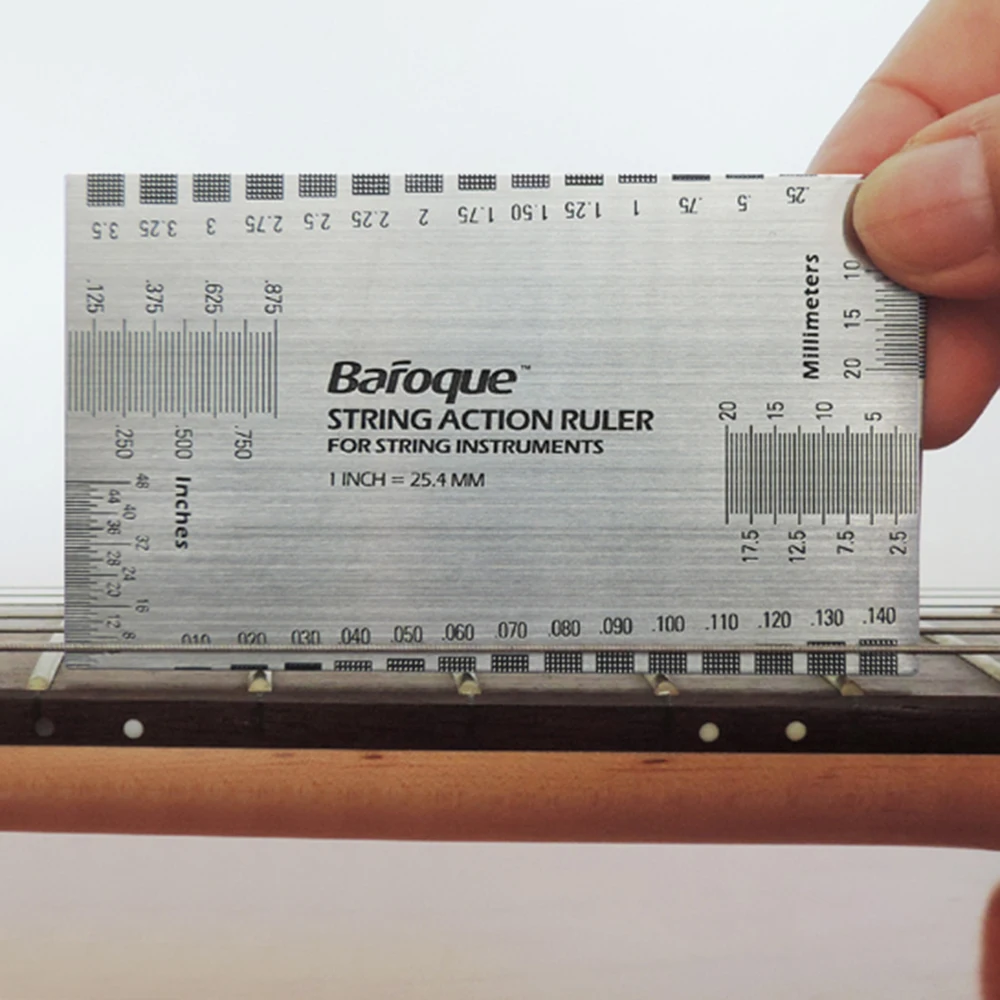 3.5 3.25 3 2.75 2.5 2.25 2 1.75 1.50 1.25 1 .75 .5 .25
.125 .375 .625 .875
.250 .500 .750
Inches
48 44 40 36 32 28 24 20 16 12 8
Baroque™
STRING ACTION RULER
FOR STRING INSTRUMENTS
1 INCH = 25.4 MM
Millimeters
10 15 20
20 15 10 5
17.5 12.5 7.5 2.5
.010 .020 .030 .040 .050 .060 .070 .080 .090 .100 .110 .120 .130 .140